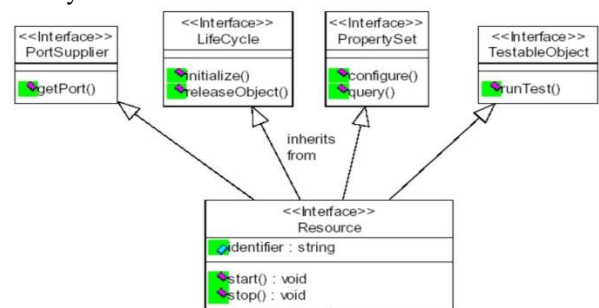 <<Interface>>
PortSupplier
getPort()
<<Interface>>
LifeCycle
initialize()
releaseObject()
<<Interface>>
PropertySet
configure()
query()
<<Interface>>
TestableObject
runTest()
inherits
from
<<Interface>>
Resource
identifier : string
start() : void
stop() : void